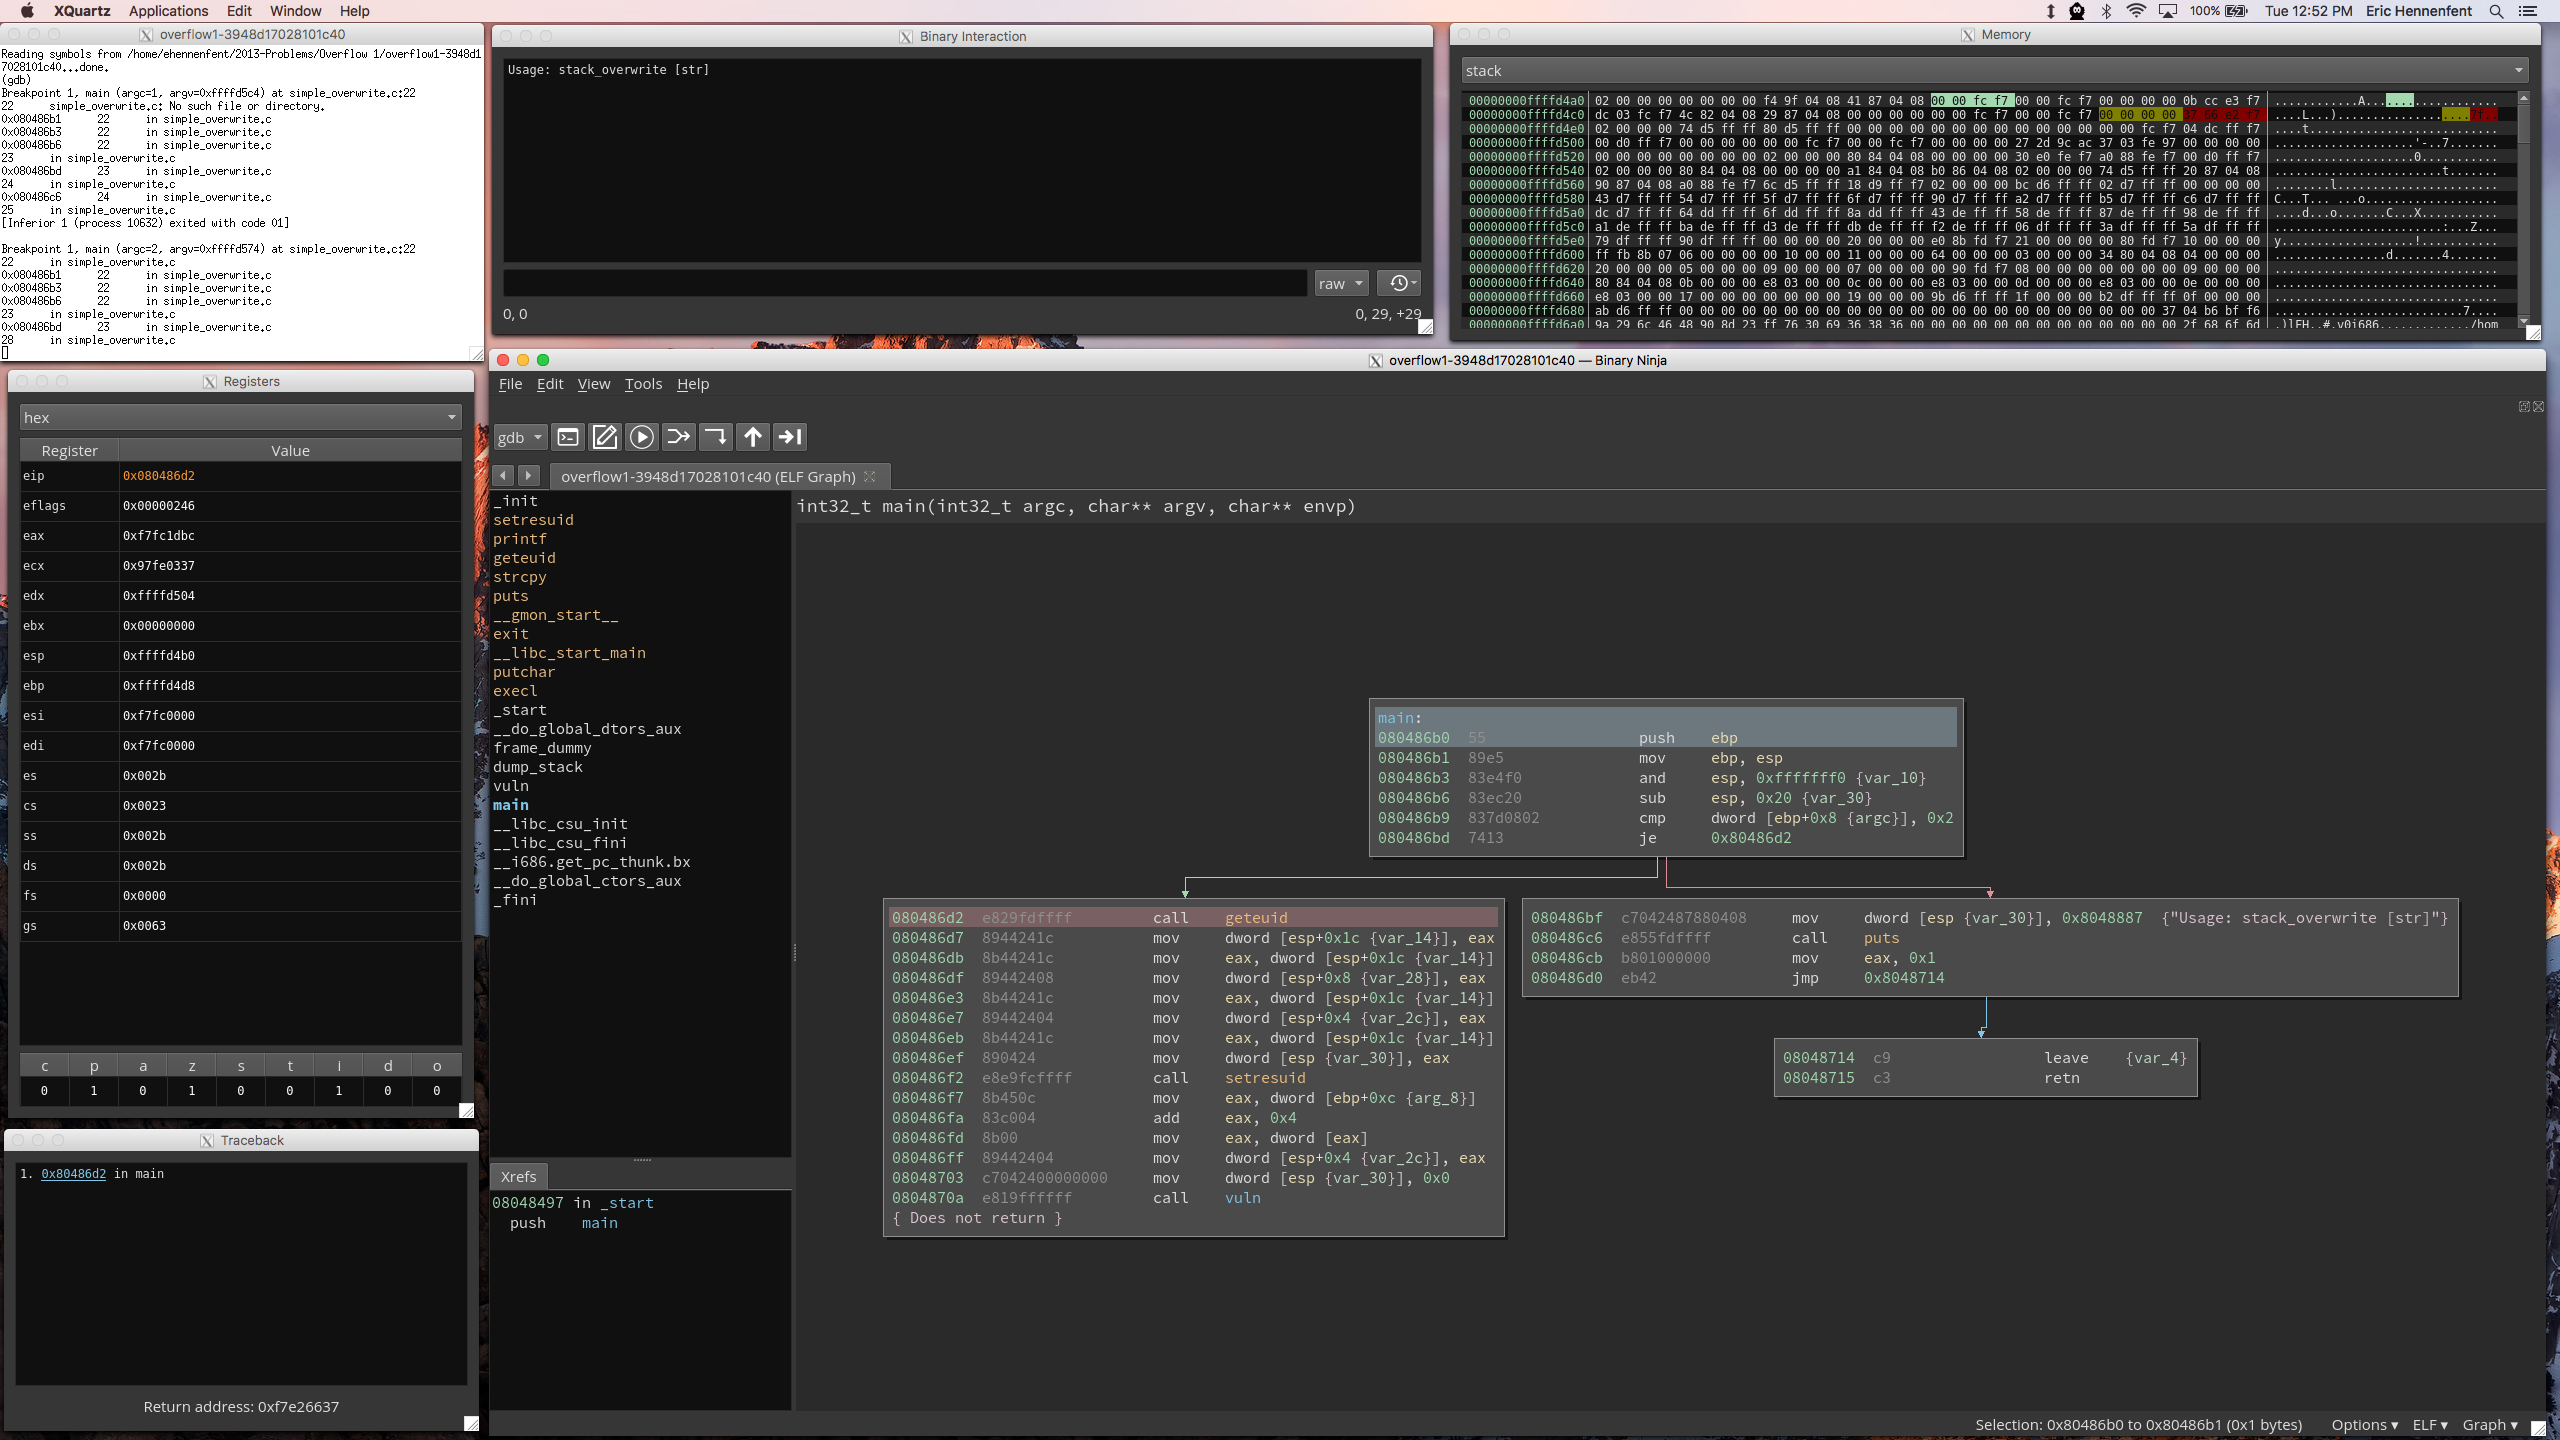 XQuartz Applications Edit Window Help
100% Tue 12:52 PM Eric Hennenfent
overflow1-3948d17028101c40
Reading symbols from /home/ehennenfent/2013-Problems/Overflow 1/overflow1-3948d1
7028101c40...done.
(gdb)
Breakpoint 1, main (argc=1, argv=0xffffd5c4) at simple_overwrite.c:22
22 simple_overwrite.c: No such file or directory.
0x080486b1 22 in simple_overwrite.c
0x080486b3 22 in simple_overwrite.c
0x080486b6 22 in simple_overwrite.c
23 in simple_overwrite.c
0x080486bd 23 in simple_overwrite.c
24 in simple_overwrite.c
0x080486c6 24 in simple_overwrite.c
25 in simple_overwrite.c
[Inferior 1 (process 10632) exited with code 01]
Breakpoint 1, main (argc=2, argv=0xffffd574) at simple_overwrite.c:22
22 in simple_overwrite.c
0x080486b1 22 in simple_overwrite.c
0x080486b3 22 in simple_overwrite.c
0x080486b6 22 in simple_overwrite.c
23 in simple_overwrite.c
0x080486bd 23 in simple_overwrite.c
28 in simple_overwrite.c
Binary Interaction
Usage: stack_overwrite [str]
raw
0, 0
0, 29, +29
Memory
stack
00000000ffffd4a0 02 00 00 00 00 00 00 00 f4 9f 04 08 41 87 04 08 00 00 fc f7 00 00 fc f7 00 00 00 00 0b cc e3 f7
00000000ffffd4c0 dc 03 fc f7 4c 82 04 08 29 87 04 08 00 00 00 00 00 00 fc f7 00 00 fc f7 00 00 00 00 37 66 e2 f7
00000000ffffd4e0 02 00 00 00 74 d5 ff ff 80 d5 ff ff 00 00 00 00 00 00 00 00 00 00 00 00 00 00 fc f7 04 dc ff f7
00000000ffffd500 00 d0 ff f7 00 00 00 00 00 00 fc f7 00 00 fc f7 00 00 00 00 27 2d 9c ac 37 03 fe 97 00 00 00 00
00000000ffffd520 00 00 00 00 00 00 00 00 02 00 00 00 80 84 04 08 00 00 00 00 30 e0 fe f7 a0 88 fe f7 00 d0 ff f7
00000000ffffd540 02 00 00 00 80 84 04 08 00 00 00 00 a1 84 04 08 b0 86 04 08 02 00 00 00 74 d5 ff ff 20 87 04 08
00000000ffffd560 90 87 04 08 a0 88 fe f7 6c d5 ff ff 18 d9 ff f7 02 00 00 00 bc d6 ff ff 02 d7 ff ff 00 00 00 00
00000000ffffd580 43 d7 ff ff 54 d7 ff ff 5f d7 ff ff 6f d7 ff ff 90 d7 ff ff a2 d7 ff ff b5 d7 ff ff c6 d7 ff ff
00000000ffffd5a0 dc d7 ff ff 64 dd ff ff 6f dd ff ff 8a dd ff ff 43 de ff ff 58 de ff ff 87 de ff ff 98 de ff ff
00000000ffffd5c0 a1 de ff ff ba de ff ff d3 de ff ff db de ff ff f2 de ff ff 06 df ff ff 3a df ff ff 5a df ff ff
00000000ffffd5e0 79 df ff ff 90 df ff ff 00 00 00 00 20 00 00 00 e0 8b fd f7 21 00 00 00 00 80 fd f7 10 00 00 00
00000000ffffd600 ff fb 8b 07 06 00 00 00 00 10 00 00 11 00 00 00 64 00 00 00 03 00 00 00 34 80 04 08 04 00 00 00
00000000ffffd620 20 00 00 00 05 00 00 00 09 00 00 00 07 00 00 00 00 90 fd f7 08 00 00 00 00 00 00 00 09 00 00 00
00000000ffffd640 80 84 04 08 0b 00 00 00 e8 03 00 00 0c 00 00 00 e8 03 00 00 0d 00 00 00 e8 03 00 00 0e 00 00 00
00000000ffffd660 e8 03 00 00 17 00 00 00 00 00 00 00 19 00 00 00 9b d6 ff ff 1f 00 00 00 b2 df ff ff 0f 00 00 00
00000000ffffd680 ab d6 ff ff 00 00 00 00 00 00 00 00 00 00 00 00 00 00 00 00 00 00 00 00 00 00 00 37 04 b6 bf f6
00000000ffffd6a0 9a 29 6c 46 48 90 8d 23 ff 76 30 69 36 38 36 00 00 00 00 00 00 00 00 00 00 00 00 00 2f 68 6f 6d
Registers
hex
Register Value
eip 0x080486d2
eflags 0x00000246
eax 0xf7fc1dbc
ecx 0x97fe0337
edx 0xffffd504
ebx 0x00000000
esp 0xffffd4b0
ebp 0xffffd4d8
esi 0xf7fc0000
edi 0xf7fc0000
es 0x002b
cs 0x0023
ss 0x002b
ds 0x002b
fs 0x0000
gs 0x0063
c p a z s t i d o
0 1 0 1 0 0 1 0 0
Traceback
1. 0x80486d2 in main
Return address: 0xf7e26637
overflow1-3948d17028101c40 — Binary Ninja
File Edit View Tools Help
gdb
overflow1-3948d17028101c40 (ELF Graph)
_init
setresuid
printf
geteuid
strcpy
puts
__gmon_start__
exit
__libc_start_main
putchar
execl
_start
__do_global_dtors_aux
frame_dummy
dump_stack
vuln
main
__libc_csu_init
__libc_csu_fini
__i686.get_pc_thunk.bx
__do_global_ctors_aux
_fini
Xrefs
08048497 in _start
push main
int32_t main(int32_t argc, char** argv, char** envp)
main:
080486b0 55 push ebp
080486b1 89e5 mov ebp, esp
080486b3 83e4f0 and esp, 0xfffffff0 {var_10}
080486b6 83ec20 sub esp, 0x20 {var_30}
080486b9 837d0802 cmp dword [ebp+0x8 {argc}], 0x2
080486bd 7413 je 0x80486d2
080486d2 e829fdffff call geteuid
080486d7 8944241c mov dword [esp+0x1c {var_14}], eax
080486db 8b44241c mov eax, dword [esp+0x1c {var_14}]
080486df 89442408 mov dword [esp+0x8 {var_28}], eax
080486e3 8b44241c mov eax, dword [esp+0x1c {var_14}]
080486e7 89442404 mov dword [esp+0x4 {var_2c}], eax
080486eb 8b44241c mov eax, dword [esp+0x1c {var_14}]
080486ef 890424 mov dword [esp {var_30}], eax
080486f2 e8e9fcffff call setresuid
080486f7 8b450c mov eax, dword [ebp+0xc {arg_8}]
080486fa 83c004 add eax, 0x4
080486fd 8b00 mov eax, dword [eax]
080486ff 89442404 mov dword [esp+0x4 {var_2c}], eax
08048703 c7042400000000 mov dword [esp {var_30}], 0x0
0804870a e819ffffff call vuln
{ Does not return }
080486bf c7042487880408 mov dword [esp {var_30}], 0x8048887 {"Usage: stack_overwrite [str]"}
080486c6 e855fdffff call puts
080486cb b801000000 mov eax, 0x1
080486d0 eb42 jmp 0x8048714
08048714 c9 leave {var_4}
08048715 c3 retn
Selection: 0x80486b0 to 0x80486b1 (0x1 bytes) Options ▾ ELF ▾ Graph ▾